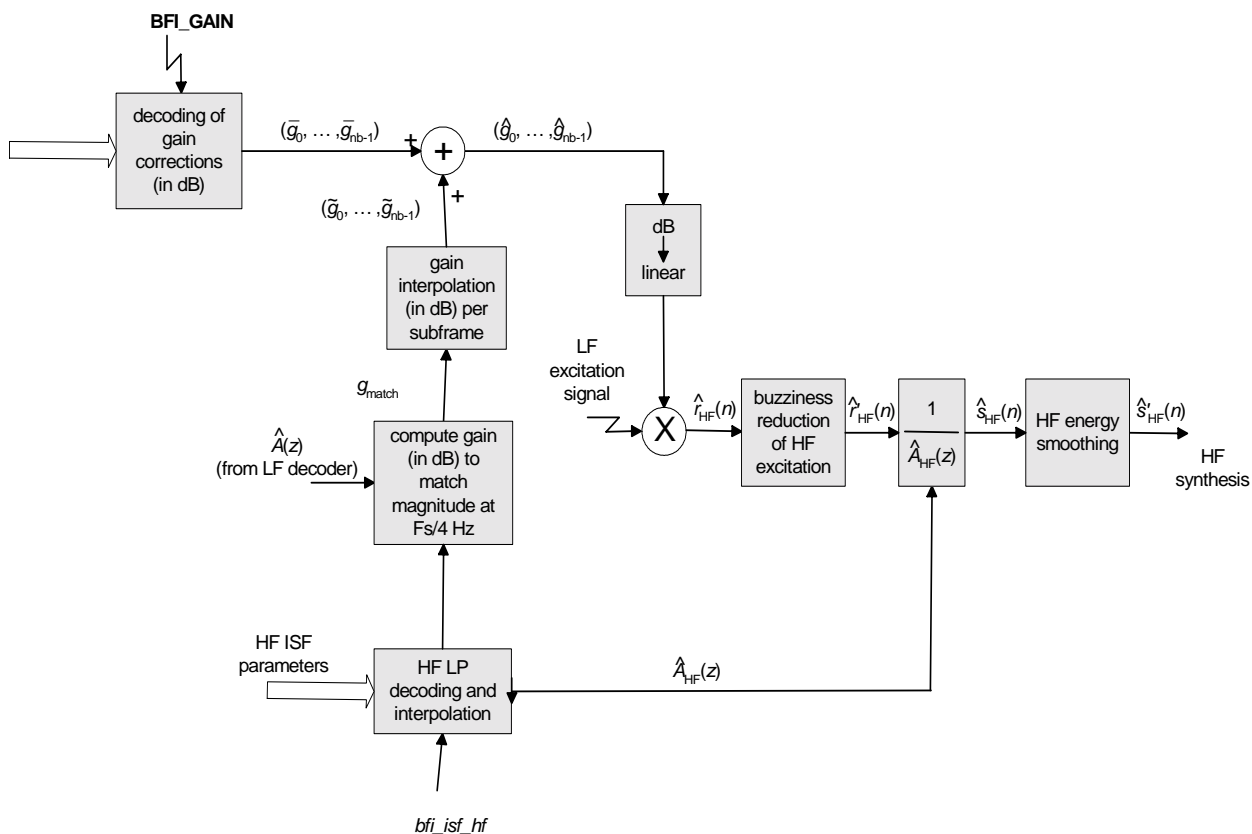 BFI_GAIN
decoding of
gain
corrections
(in dB)
(g̅0, … ,g̅nb-1)
+
+
(ĝ0, … ,ĝnb-1)
+
(g̃0, … ,g̃nb-1)
dB
linear
gain
interpolation
(in dB) per
subframe
LF
excitation
signal
gmatch
X
r̂HF(n)
buzziness
reduction
of HF
excitation
r̂'HF(n)
1
ÂHF(z)
ŝHF(n)
HF energy
smoothing
ŝ'HF(n)
HF
synthesis
Â(z)
(from LF decoder)
compute gain
(in dB) to
match
magnitude at
Fs/4 Hz
HF ISF
parameters
HF LP
decoding and
interpolation
ÂHF(z)
bfi_isf_hf